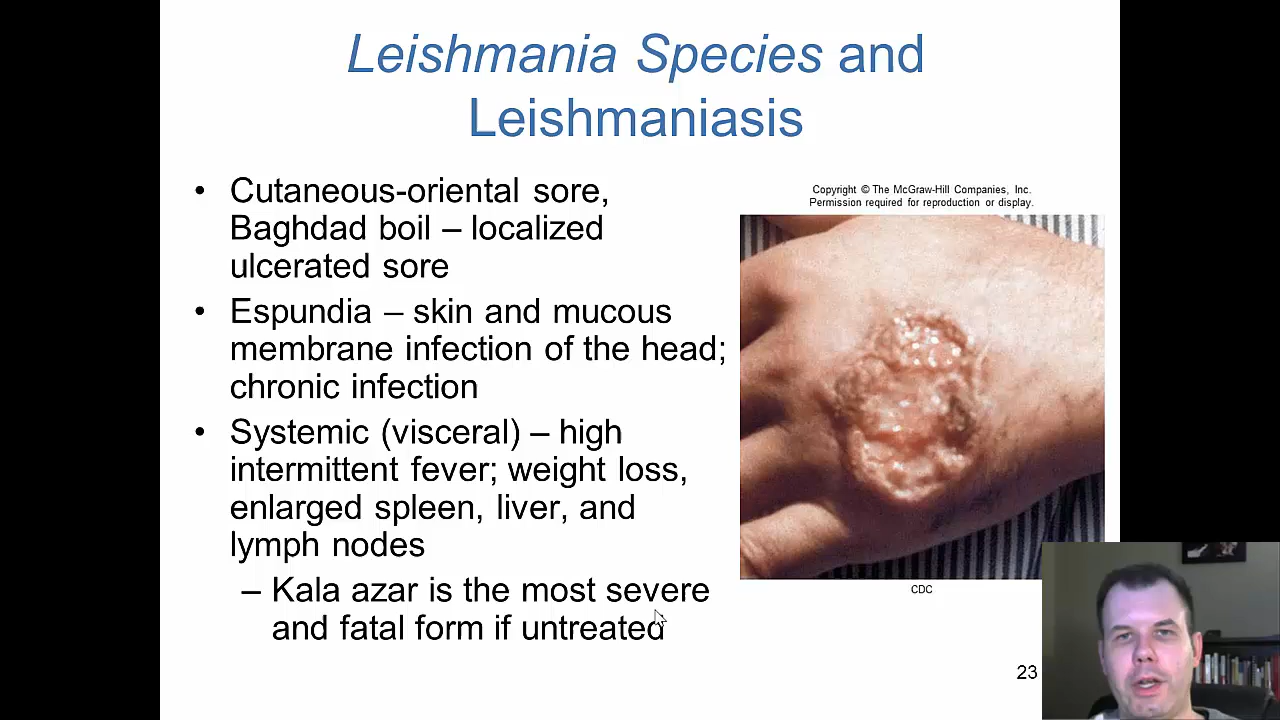 Leishmania Species and
Leishmaniasis
• Cutaneous-oriental sore,
Baghdad boil – localized
ulcerated sore
• Espundia – skin and mucous
membrane infection of the head;
chronic infection
• Systemic (visceral) – high
intermittent fever; weight loss,
enlarged spleen, liver, and
lymph nodes
– Kala azar is the most severe
and fatal form if untreated
Copyright © The McGraw-Hill Companies, Inc.
Permission required for reproduction or display.
CDC
23